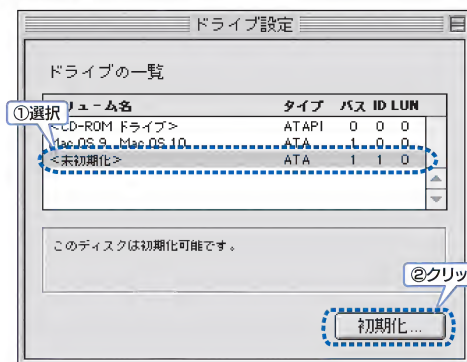 ドライブ設定
ドライブの一覧
ボリューム名 タイプ バス ID LUN
①選択
<CD-ROM ドライブ> ATAPI 0 0 0
Mac OS 9 , Mac OS 10 ATA 1 0 0
<未初期化> ATA 1 1 0
このディスクは初期化可能です。
②クリッ
初期化...